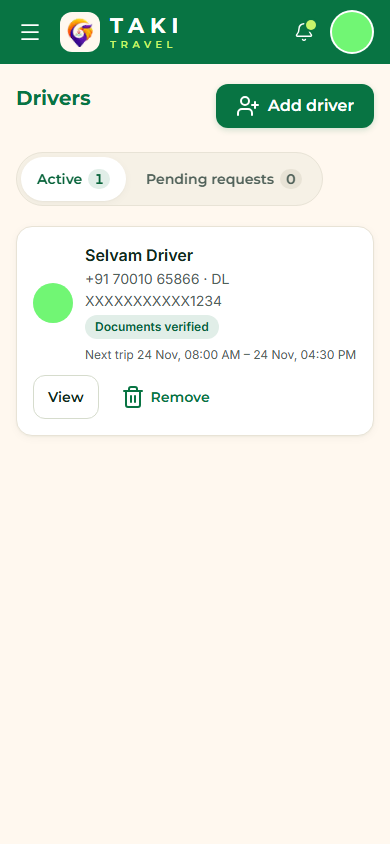 TAKI
TRAVEL
Drivers
Add driver
Active 1
Pending requests 0
Selvam Driver
+91 70010 65866 · DL
XXXXXXXXXXX1234
Documents verified
Next trip 24 Nov, 08:00 AM – 24 Nov, 04:30 PM
View
Remove